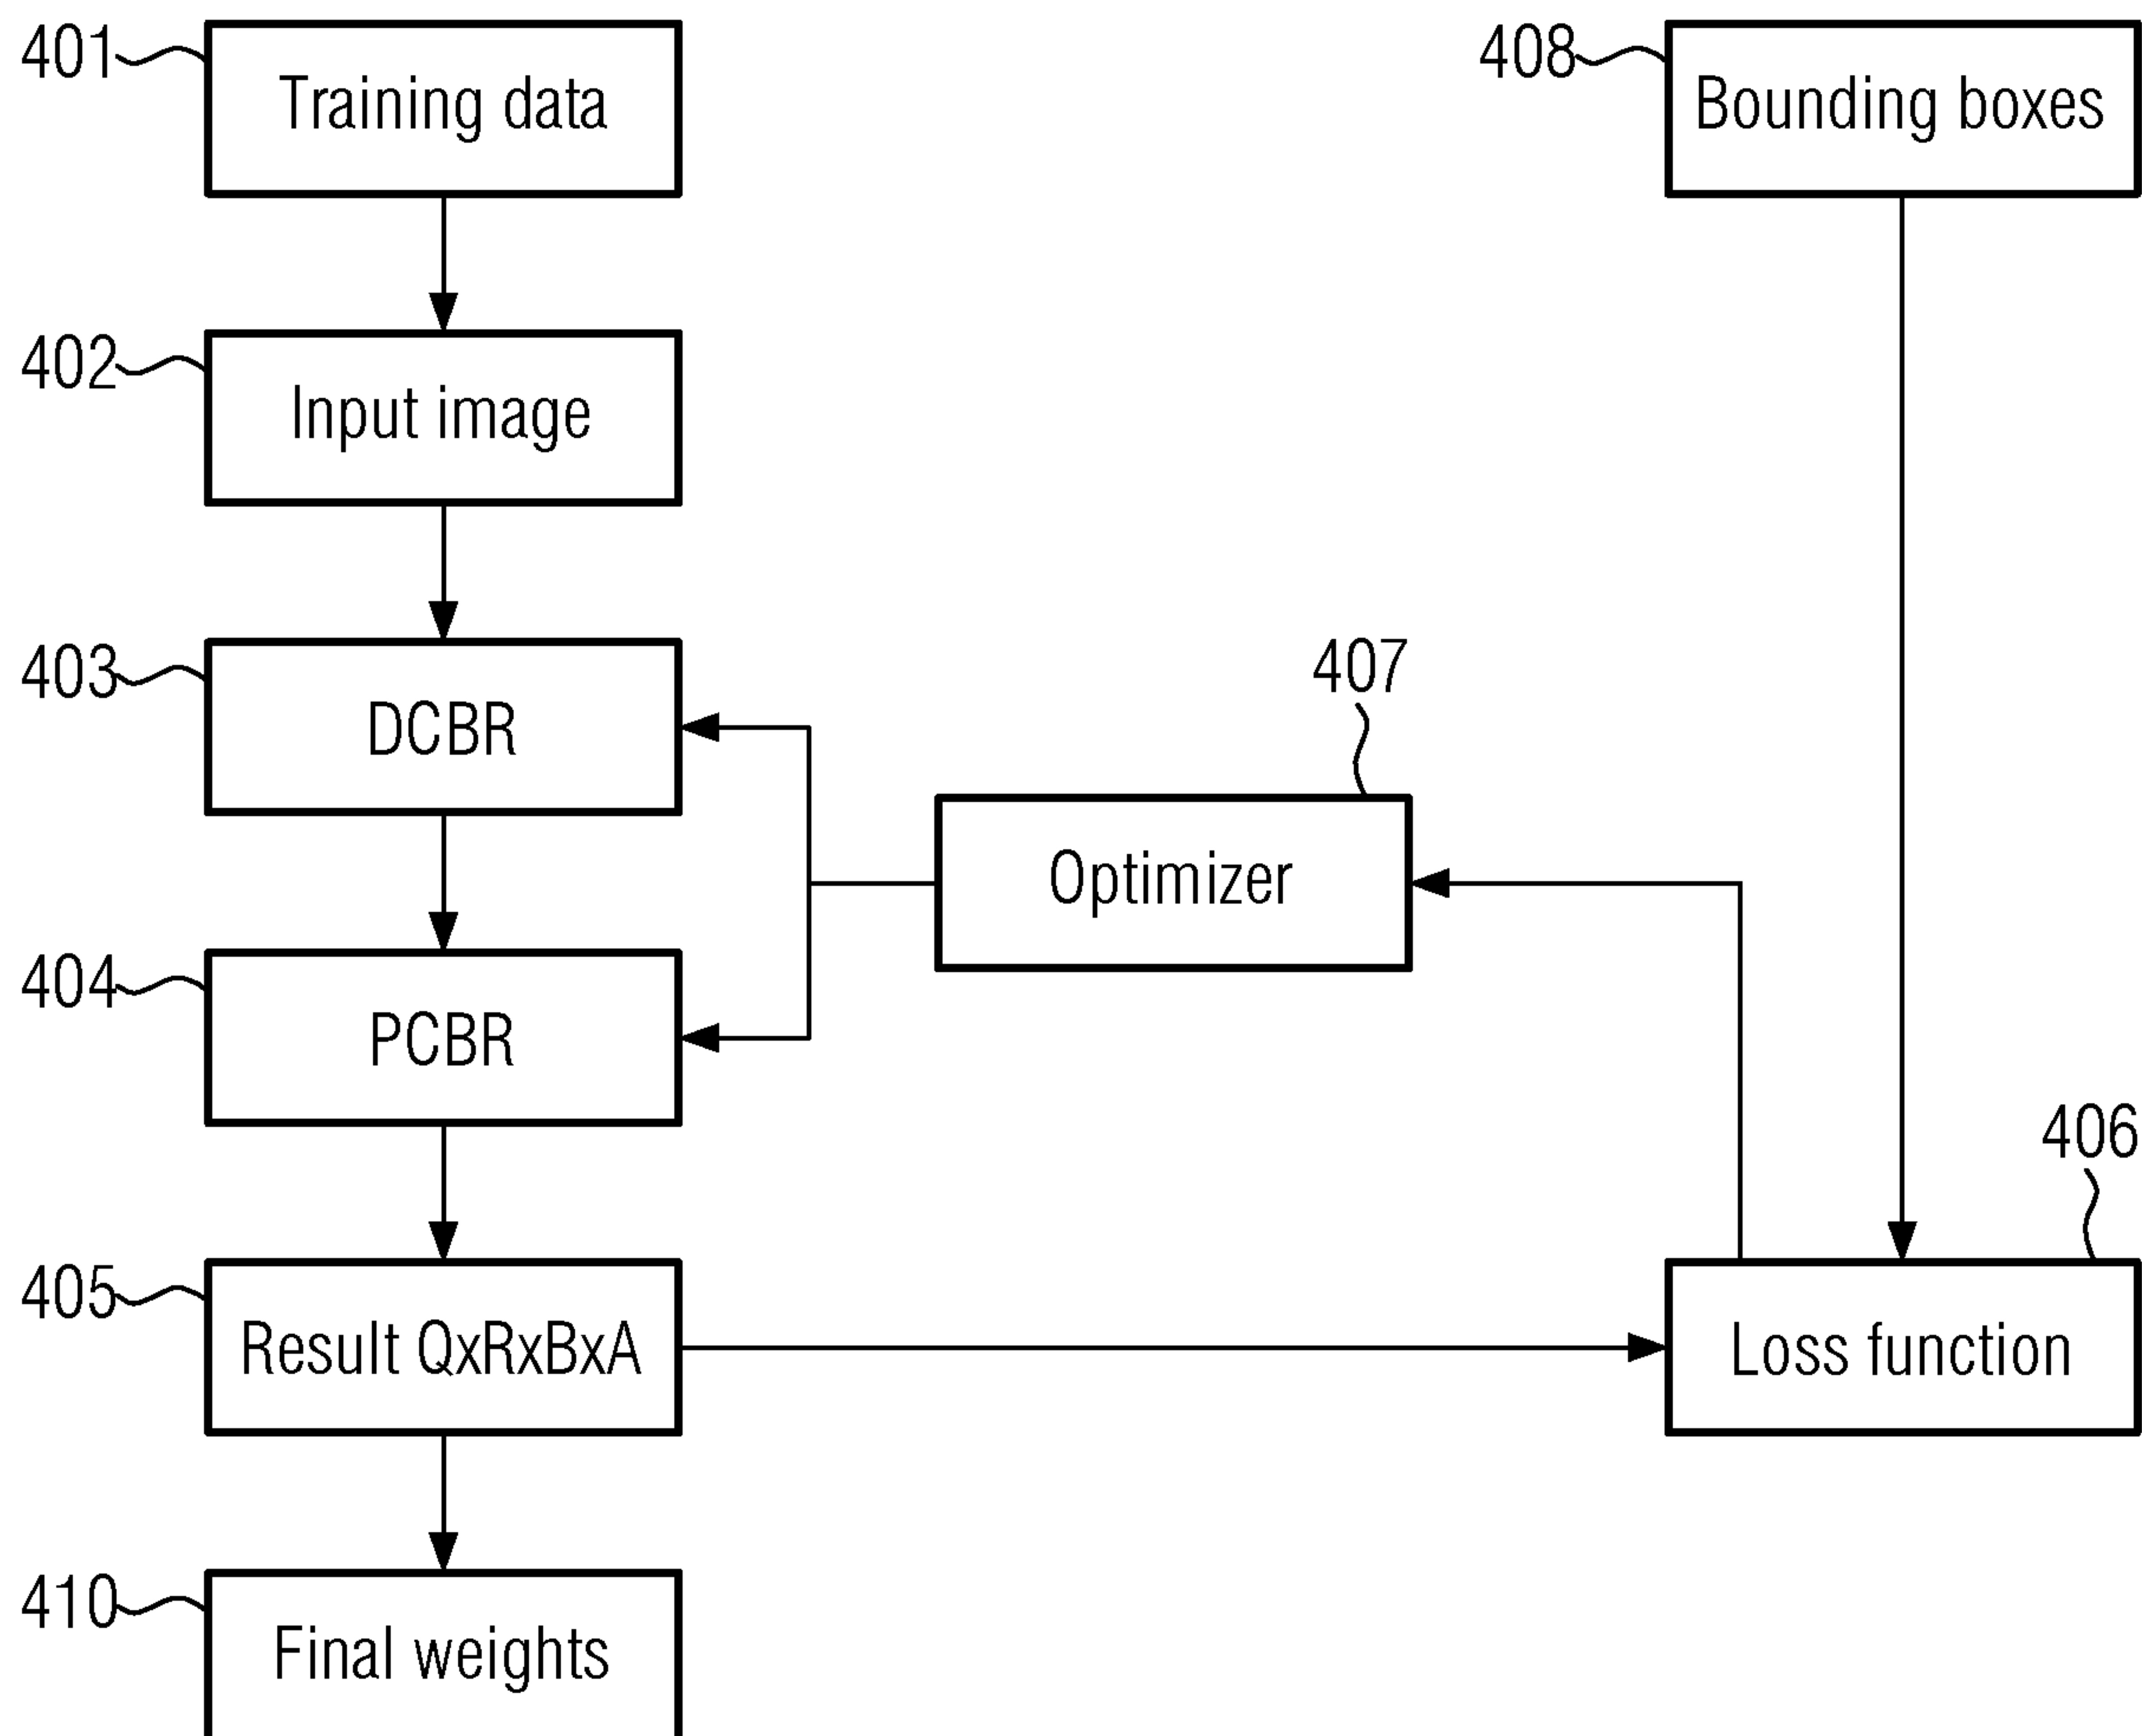 401
Training data
408
Bounding boxes
402
Input image
403
DCBR
407
Optimizer
404
PCBR
406
405
Result QxRxBxA
Loss function
410
Final weights